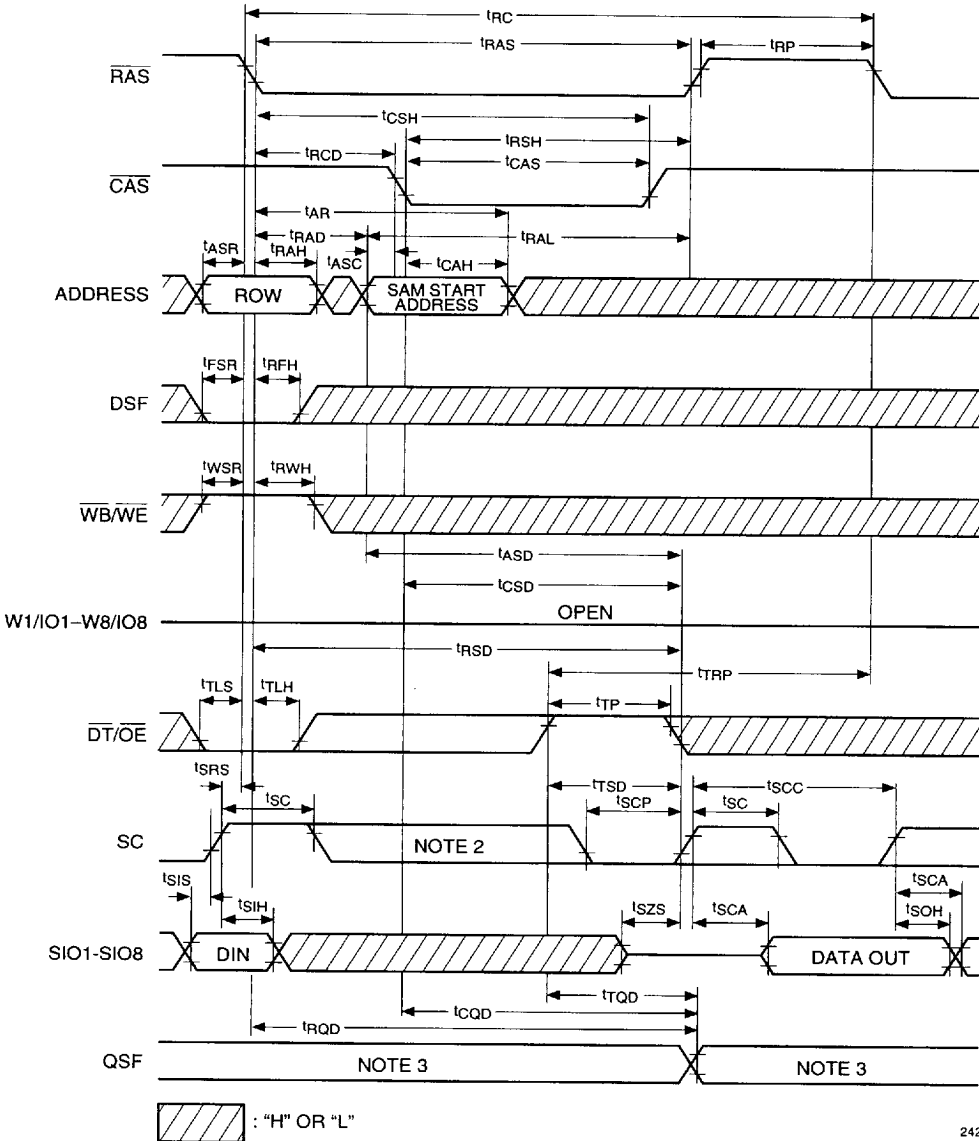 tRC
tRAS
tRP
RAS
tCSH
tRSH
tRCD
tCAS
CAS
tAR
tRAD
tRAL
tASR
tRAH
tASC
tCAH
ADDRESS
ROW
SAM START
ADDRESS
tFSR
tRFH
DSF
tWSR
tRWH
WB/WE
tASD
tCSD
W1/IO1–W8/IO8
OPEN
tRSD
tTRP
tTLS
tTLH
tTP
DT/OE
tSRS
tSC
tTSD
tSCP
tSCC
tSC
SC
NOTE 2
tSIS
tSIH
tSZS
tSCA
tSCA
tSOH
SIO1-SIO8
DIN
DATA OUT
tTQD
tCQD
tRQD
QSF
NOTE 3
NOTE 3
: “H” OR “L”
242